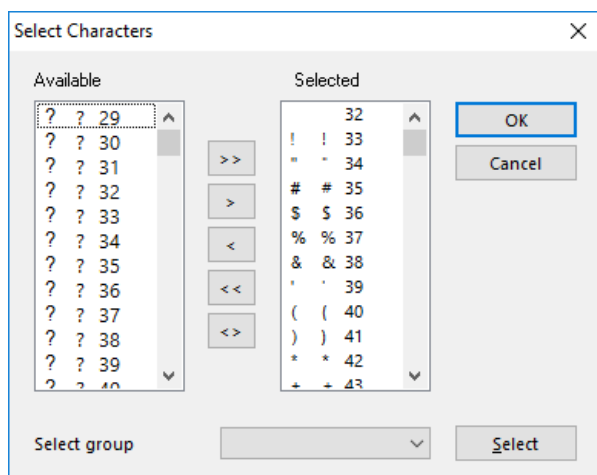 Select Characters
Available
? ? 29
? ? 30
? ? 31
? ? 32
? ? 33
? ? 34
? ? 35
? ? 36
? ? 37
? ? 38
? ? 39
? ? 40
>>
>
<
<<
<>
Selected
32
! ! 33
" " 34
# # 35
$ $ 36
% % 37
& & 38
' ' 39
( ( 40
) ) 41
* * 42
+ + 43
OK
Cancel
Select group
Select